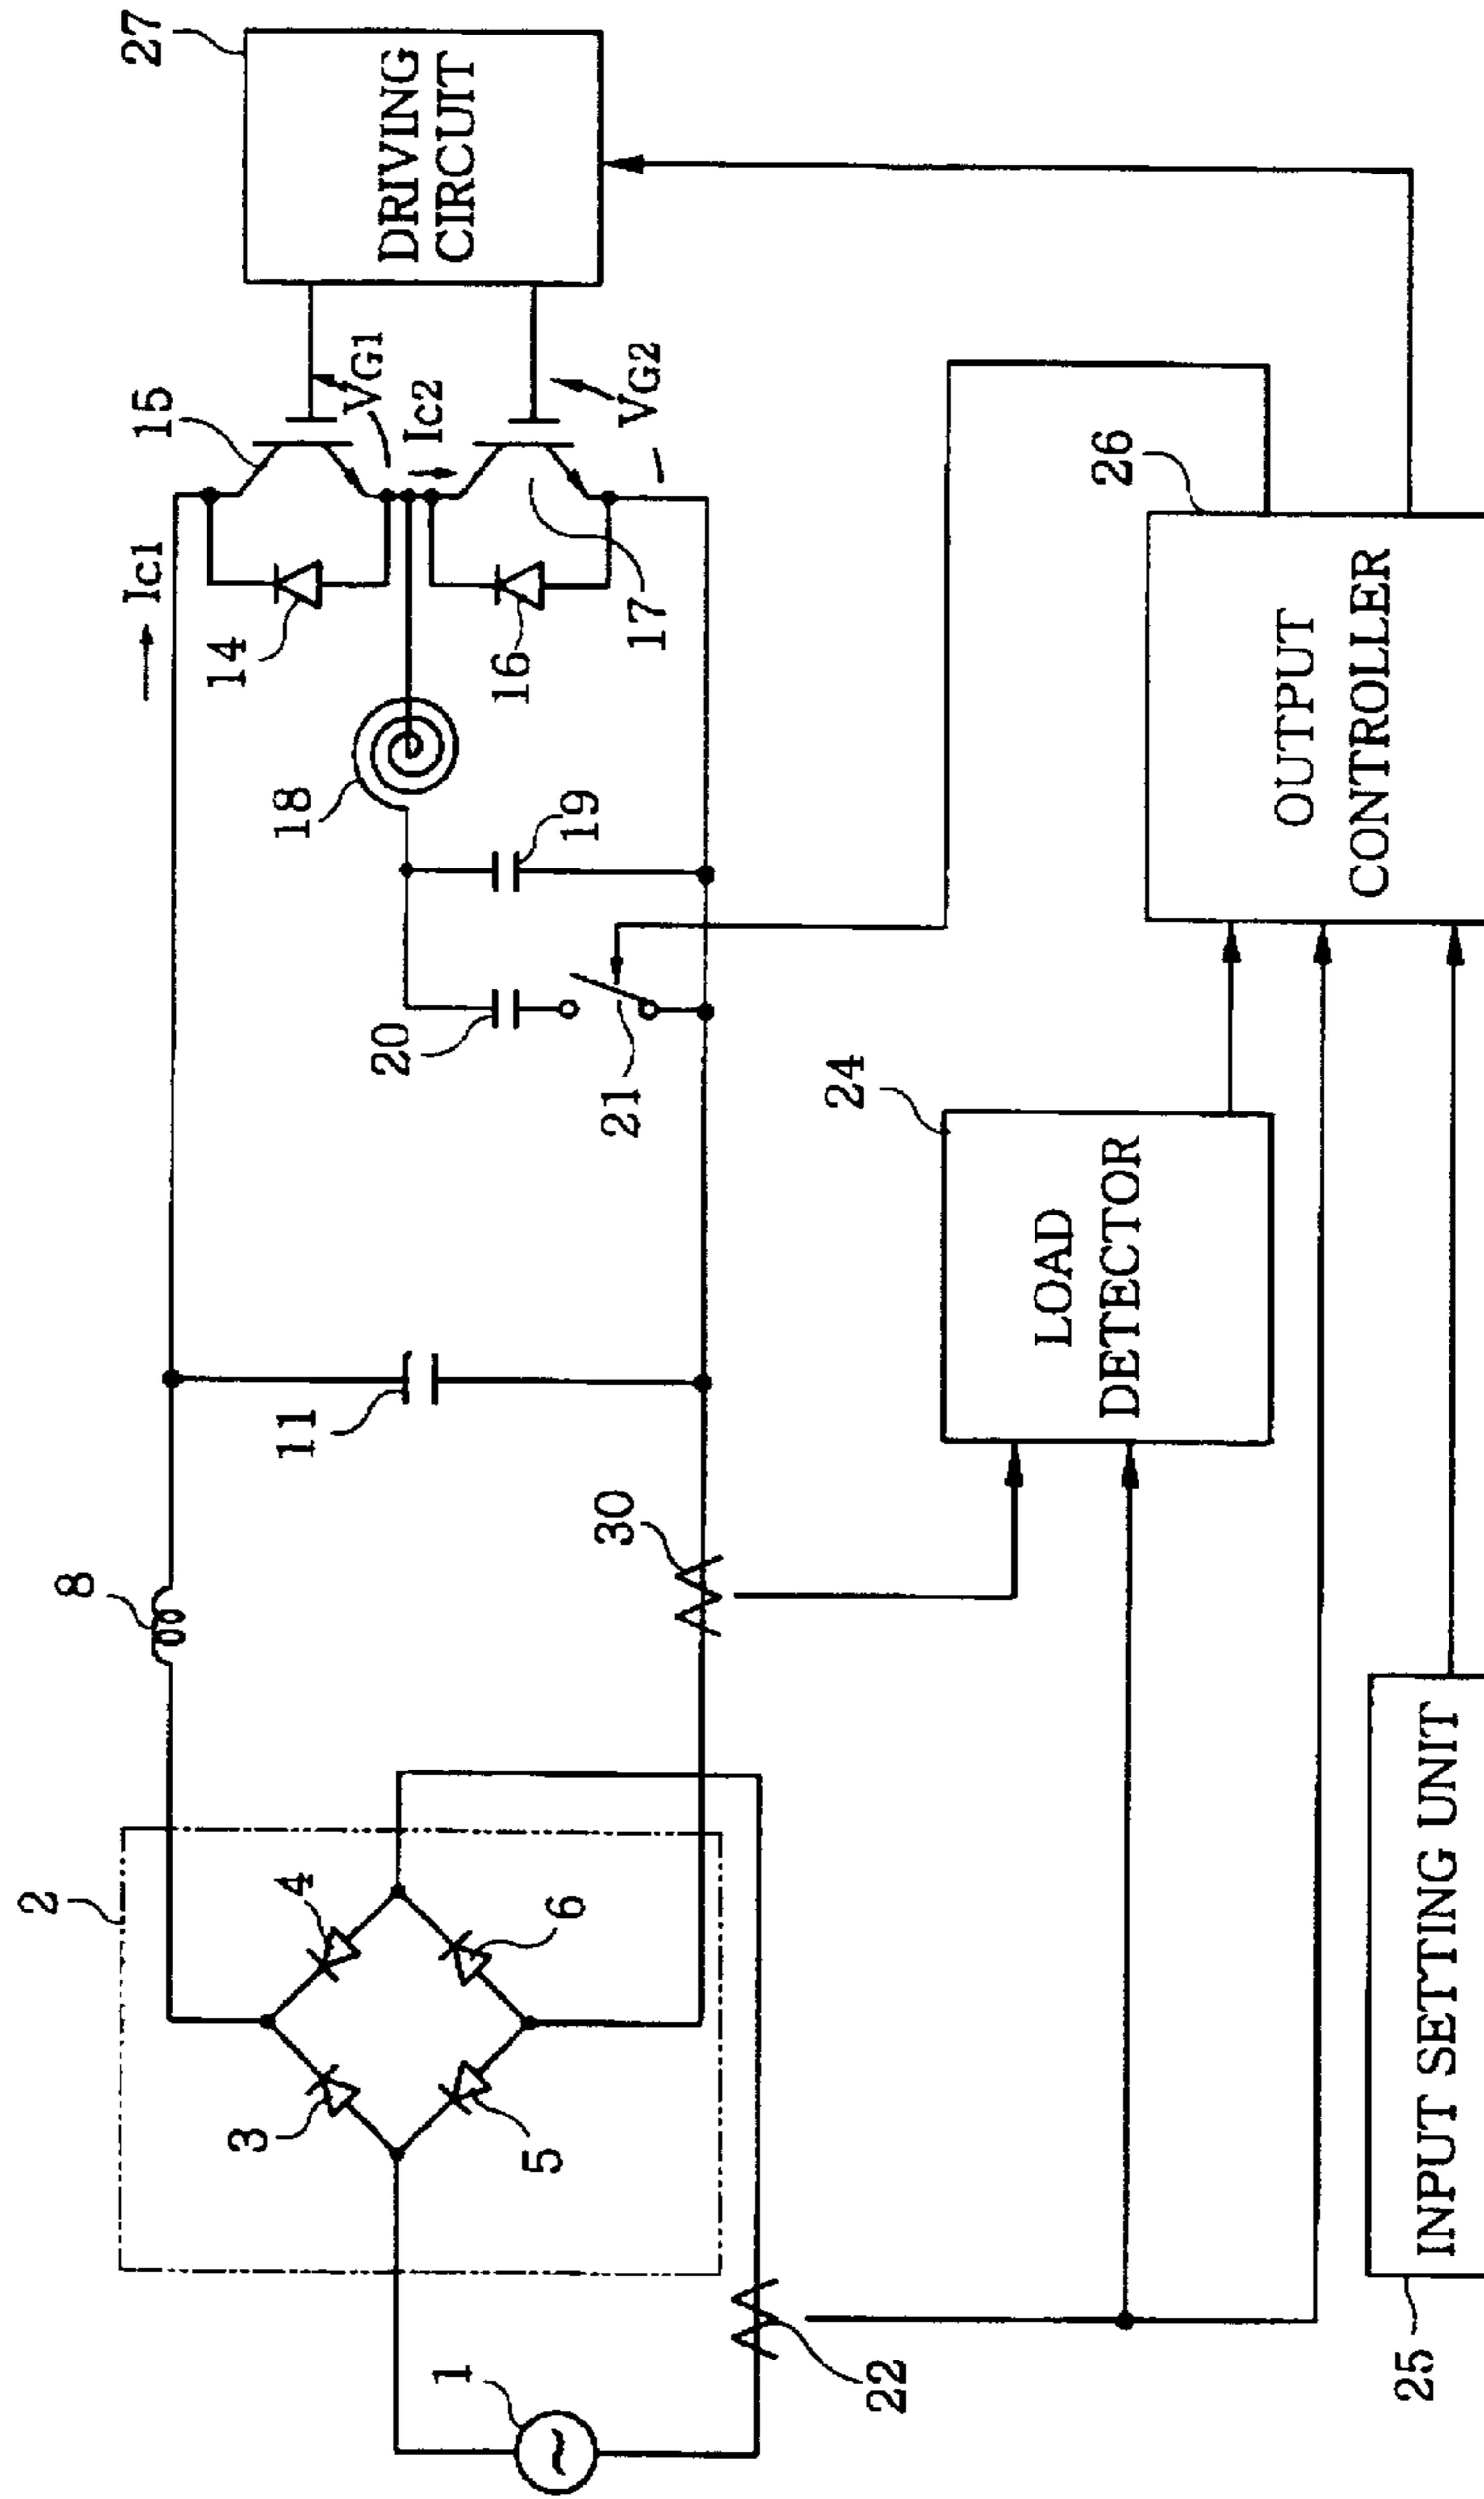 27
DRIVING
CIRCUIT
15
VG1
Ic2
VG2
Ic1
14
16
17
18
19
20
21
26
OUTPUT
CONTROLLER
24
LOAD
DETECTOR
11
30
8
2
4
6
3
5
1
22
25
INPUT SETTING UNIT